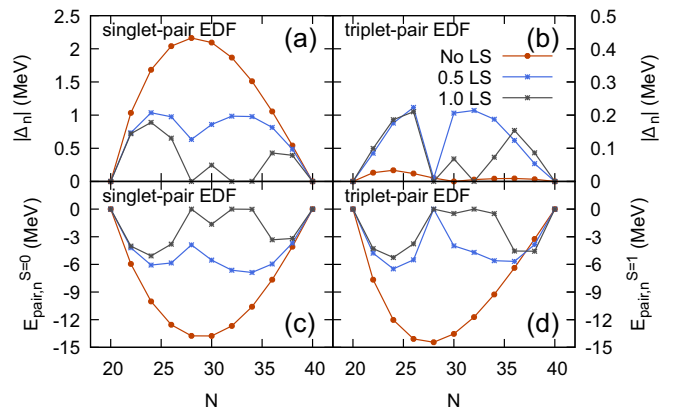 singlet-pair EDF
(a)
triplet-pair EDF
(b)
No LS
0.5 LS
1.0 LS
|Δn| (MeV)
2.5
2
1.5
1
0.5
0
0.5
0.4
0.3
0.2
0.1
0
|Δn| (MeV)
singlet-pair EDF
(c)
triplet-pair EDF
(d)
Epair,n S=0 (MeV)
0
-3
-6
-9
-12
-15
0
-3
-6
-9
-12
-15
Epair,n S=1 (MeV)
20 25 30 35 40
20 25 30 35 40
N
N